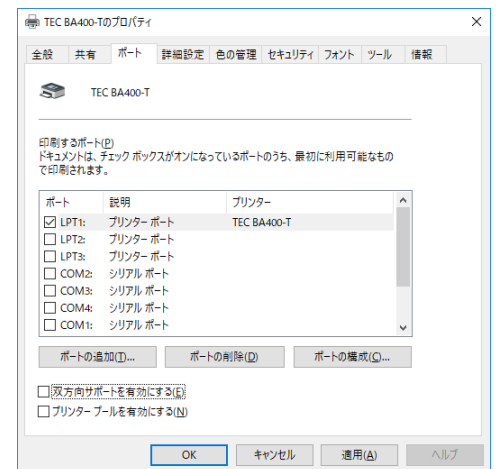 TEC BA400-Tのプロパティ
全般 共有 ポート 詳細設定 色の管理 セキュリティ フォント ツール 情報
TEC BA400-T
印刷するポート(P)
ドキュメントは、チェック ボックスがオンになっているポートのうち、最初に利用可能なもの
で印刷されます。
ポート 説明 プリンター
LPT1: プリンター ポート TEC BA400-T
LPT2: プリンター ポート
LPT3: プリンター ポート
COM2: シリアル ポート
COM3: シリアル ポート
COM4: シリアル ポート
COM1: シリアル ポート
ポートの追加(T)... ポートの削除(D) ポートの構成(C)...
双方向サポートを有効にする(E)
プリンター プールを有効にする(N)
OK キャンセル 適用(A) ヘルプ